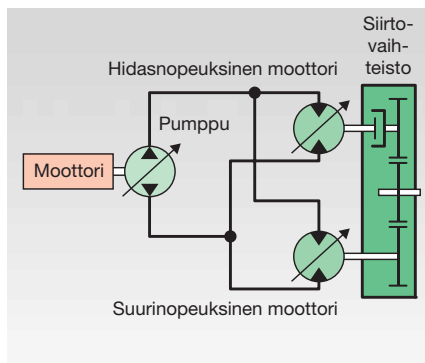 Siirto-
vaih-
teisto
Hidasnopeuksinen moottori
Pumppu
Moottori
Suurinopeuksinen moottori